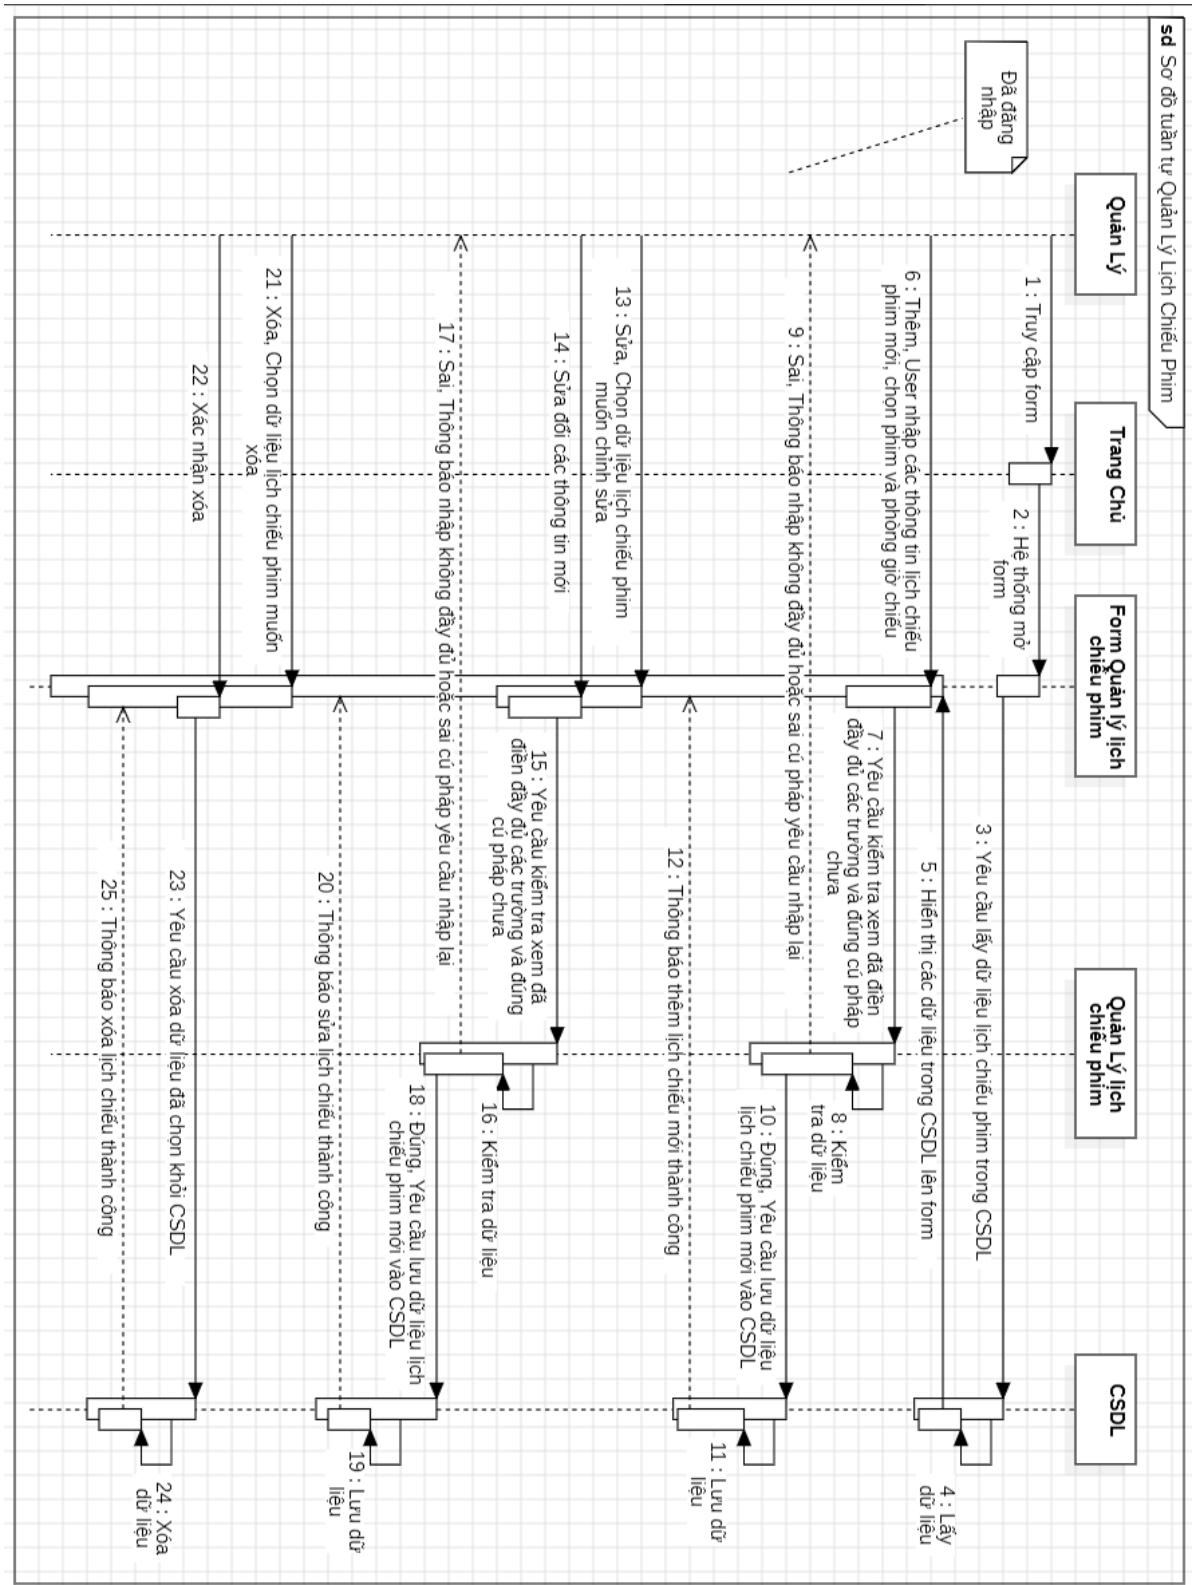 sd Sơ đồ tuần tự Quản Lý Lịch Chiếu Phim
Đã đăng
nhập
Quản Lý
Trang Chủ
Form Quản lý lịch
chiếu phim
Quản Lý lịch
chiếu phim
CSDL
1 : Truy cập form
2 : Hệ thống mở
form
3 : Yêu cầu lấy dữ liệu lịch chiếu phim trong CSDL
4 : Lấy
dữ liệu
5 : Hiển thị các dữ liệu trong CSDL lên form
6 : Thêm, User nhập các thông tin lịch chiếu
phim mới, chọn phim và phòng giờ chiếu
7 : Yêu cầu kiểm tra xem đã điền
đầy đủ các trường và đúng cú pháp
chưa
8 : Kiểm
tra dữ liệu
9 : Sai, Thông báo nhập không đầy đủ hoặc sai cú pháp yêu cầu nhập lại
10 : Đúng, Yêu cầu lưu dữ liệu
lịch chiếu phim mới vào CSDL
11 : Lưu dữ
liệu
12 : Thông báo thêm lịch chiếu mới thành công
13 : Sửa, Chọn dữ liệu lịch chiếu phim
muốn chỉnh sửa
14 : Sửa đổi các thông tin mới
15 : Yêu cầu kiểm tra xem đã
điền đầy đủ các trường và đúng
cú pháp chưa
16 : Kiểm tra dữ liệu
17 : Sai, Thông báo nhập không đầy đủ hoặc sai cú pháp yêu cầu nhập lại
18 : Đúng, Yêu cầu lưu dữ liệu lịch
chiếu phim mới vào CSDL
19 : Lưu dữ
liệu
20 : Thông báo sửa lịch chiếu thành công
21 : Xóa, Chọn dữ liệu lịch chiếu phim muốn
xóa
22 : Xác nhận xóa
23 : Yêu cầu xóa dữ liệu đã chọn khỏi CSDL
24 : Xóa
dữ liệu
25 : Thông báo xóa lịch chiếu thành công